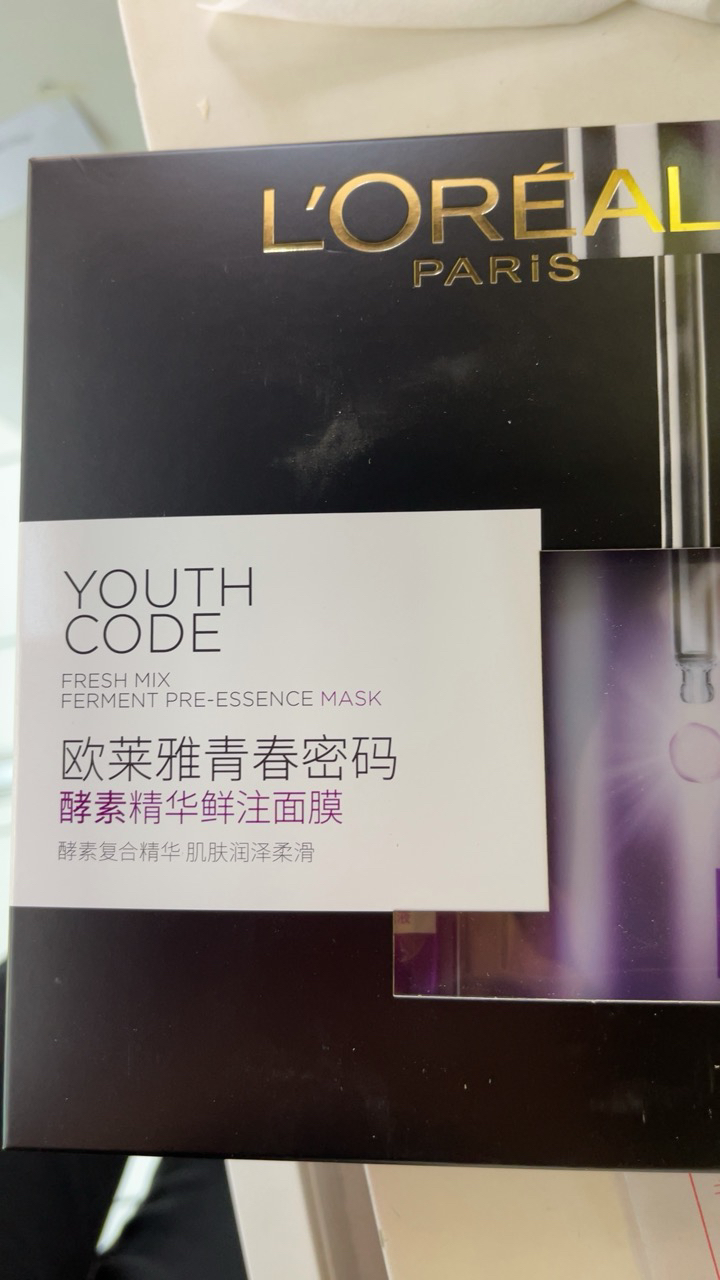 L'ORÉAL
PARiS
YOUTH
CODE
FRESH MIX
FERMENT PRE-ESSENCE MASK
欧莱雅青春密码
酵素精华鲜注面膜
酵素复合精华 肌肤润泽柔滑